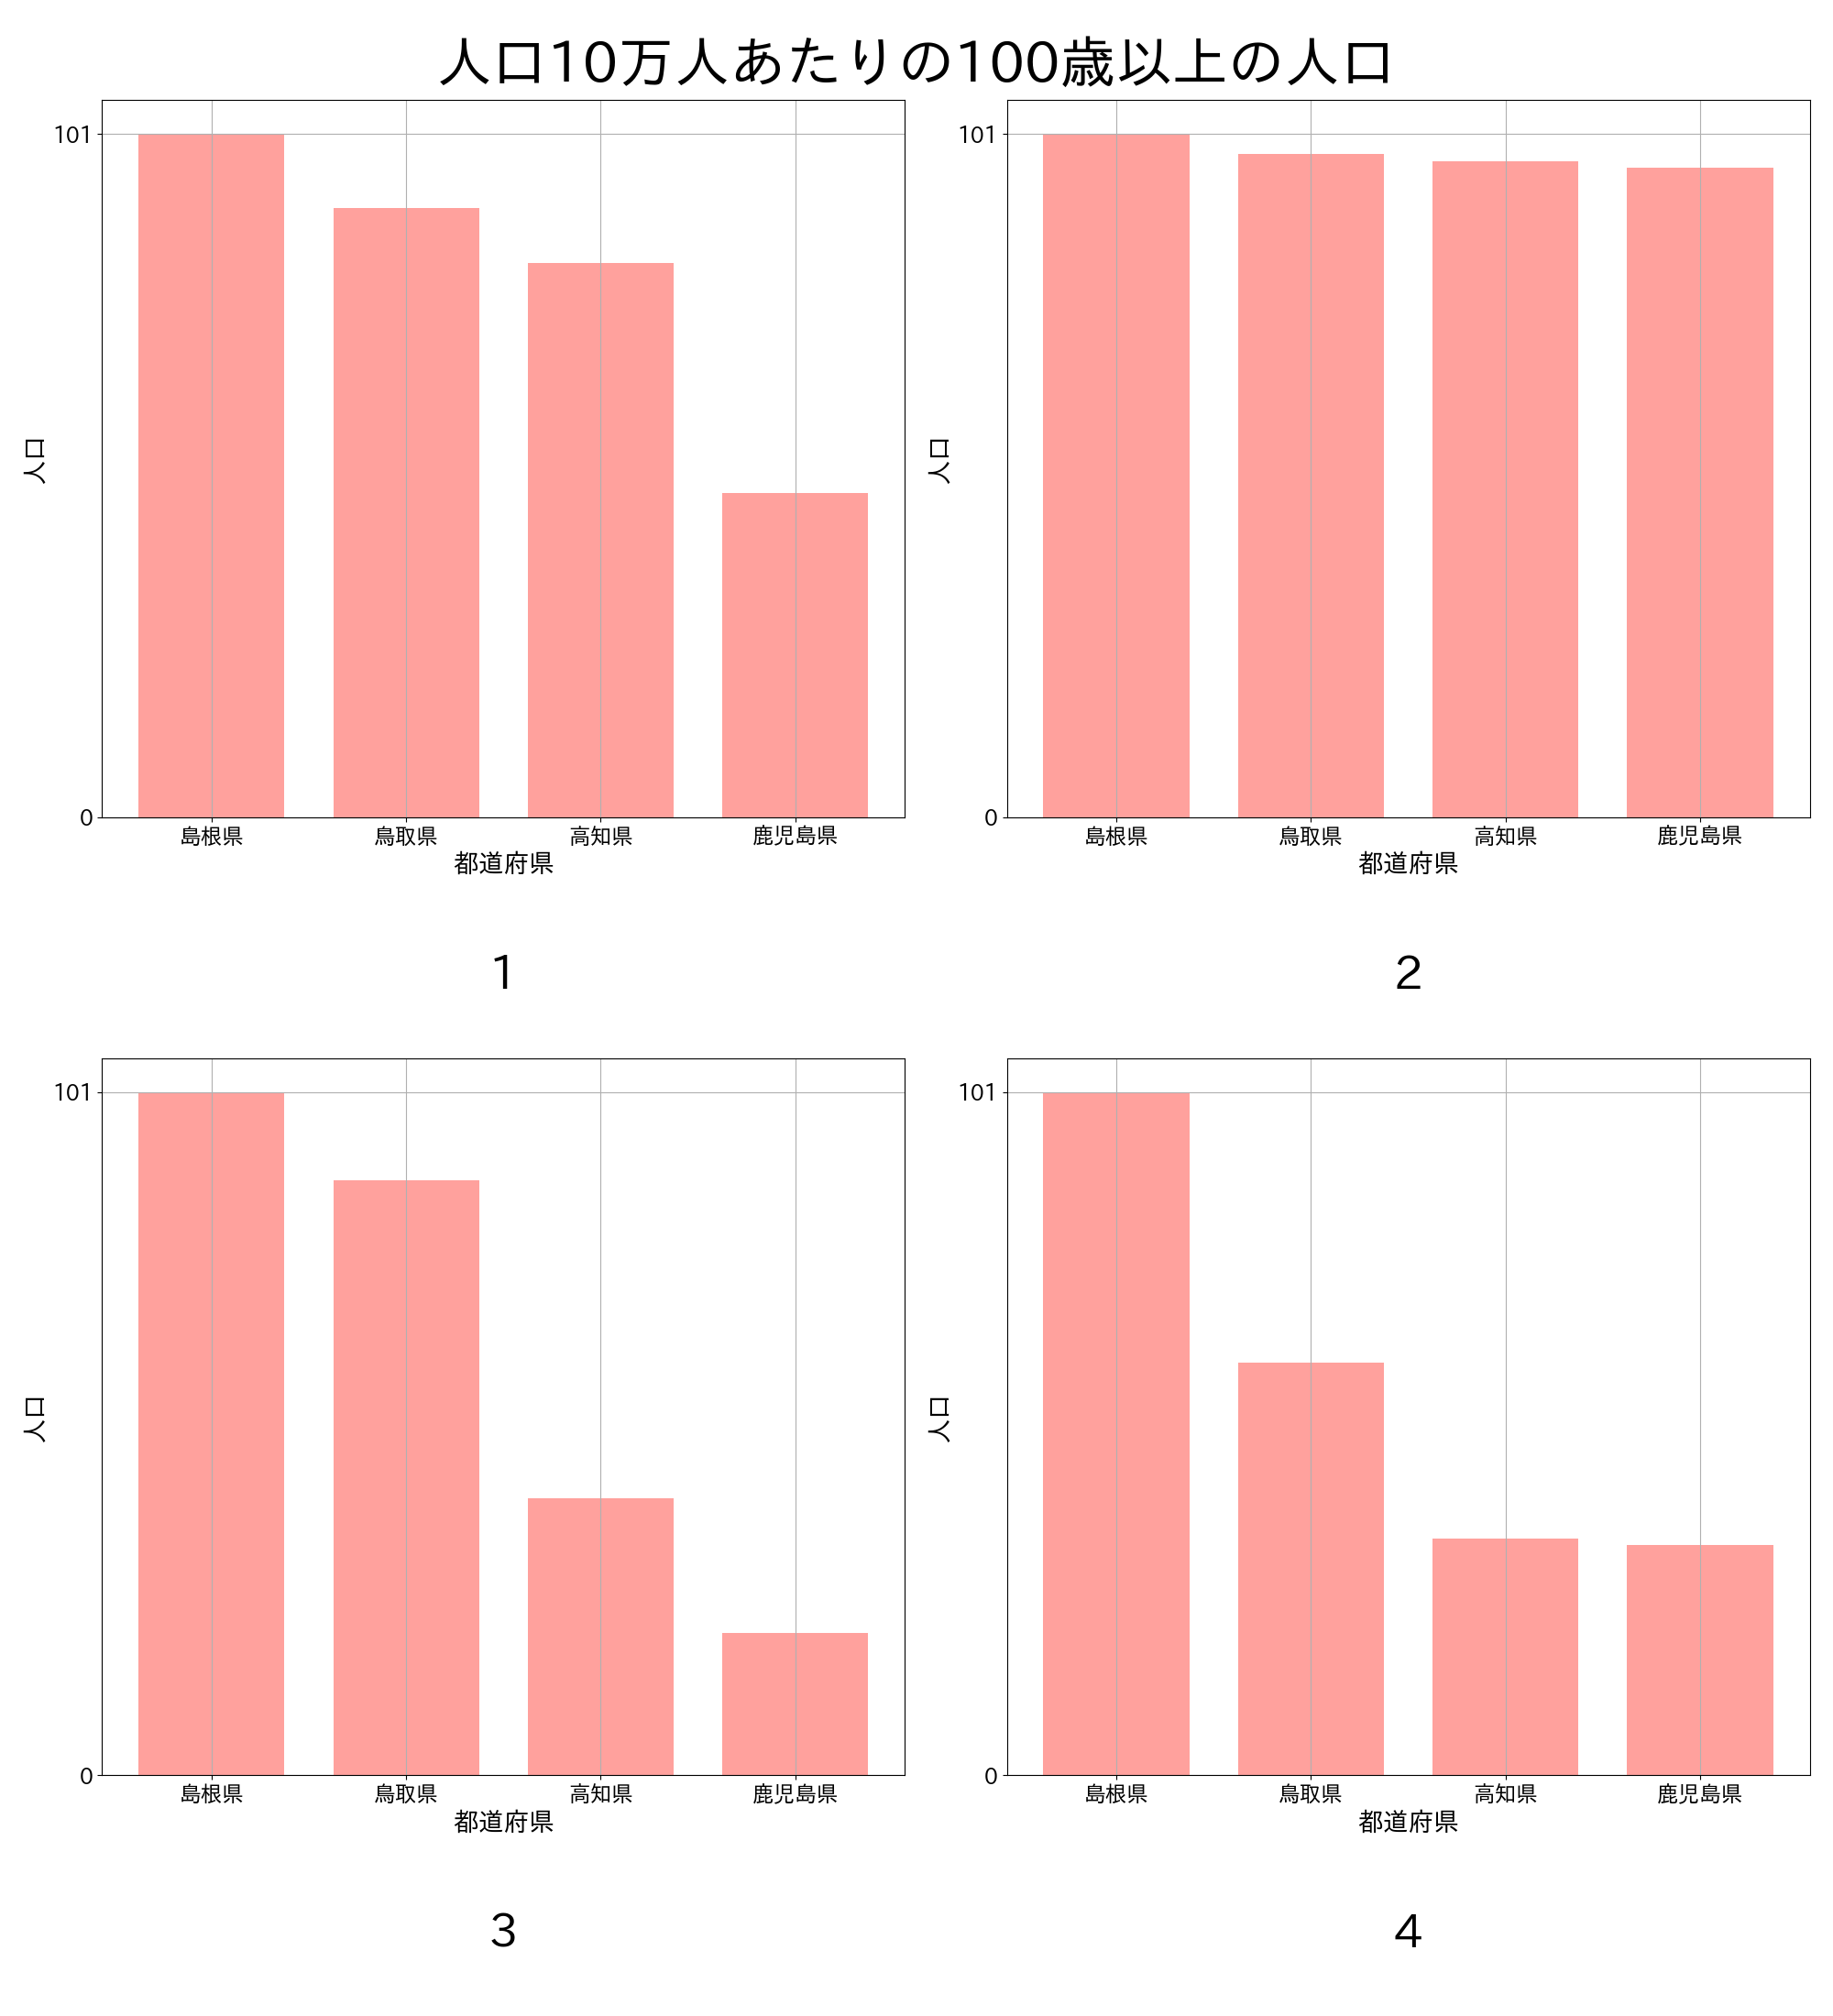 人口10万人あたりの100歳以上の人口
101
0
人口
島根県 鳥取県 高知県 鹿児島県
都道府県
1
101
0
人口
島根県 鳥取県 高知県 鹿児島県
都道府県
2
101
0
人口
島根県 鳥取県 高知県 鹿児島県
都道府県
3
101
0
人口
島根県 鳥取県 高知県 鹿児島県
都道府県
4